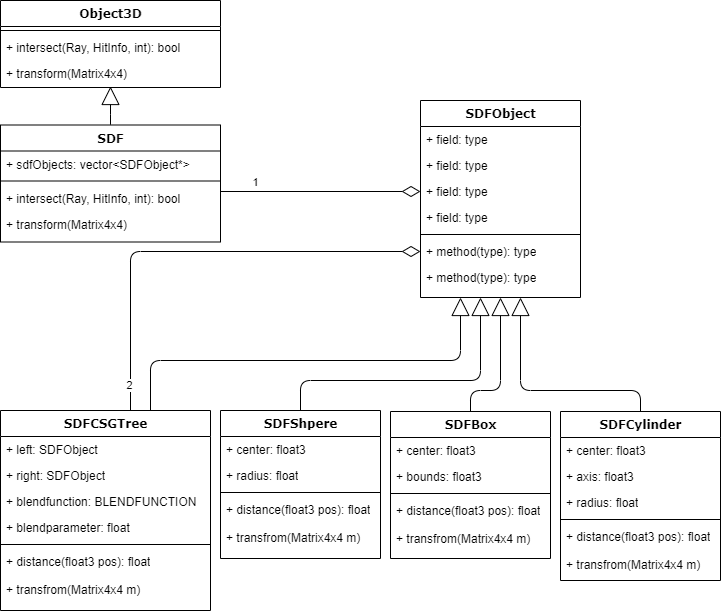 Object3D
+ intersect(Ray, HitInfo, int): bool
+ transform(Matrix4x4)
SDF
+ sdfObjects: vector<SDFObject*>
+ intersect(Ray, HitInfo, int): bool
+ transform(Matrix4x4)
1
SDFObject
+ field: type
+ field: type
+ field: type
+ field: type
+ method(type): type
+ method(type): type
2
SDFCSGTree
+ left: SDFObject
+ right: SDFObject
+ blendfunction: BLENDFUNCTION
+ blendparameter: float
+ distance(float3 pos): float
+ transfrom(Matrix4x4 m)
SDFShpere
+ center: float3
+ radius: float
+ distance(float3 pos): float
+ transfrom(Matrix4x4 m)
SDFBox
+ center: float3
+ bounds: float3
+ distance(float3 pos): float
+ transfrom(Matrix4x4 m)
SDFCylinder
+ center: float3
+ axis: float3
+ radius: float
+ distance(float3 pos): float
+ transfrom(Matrix4x4 m)